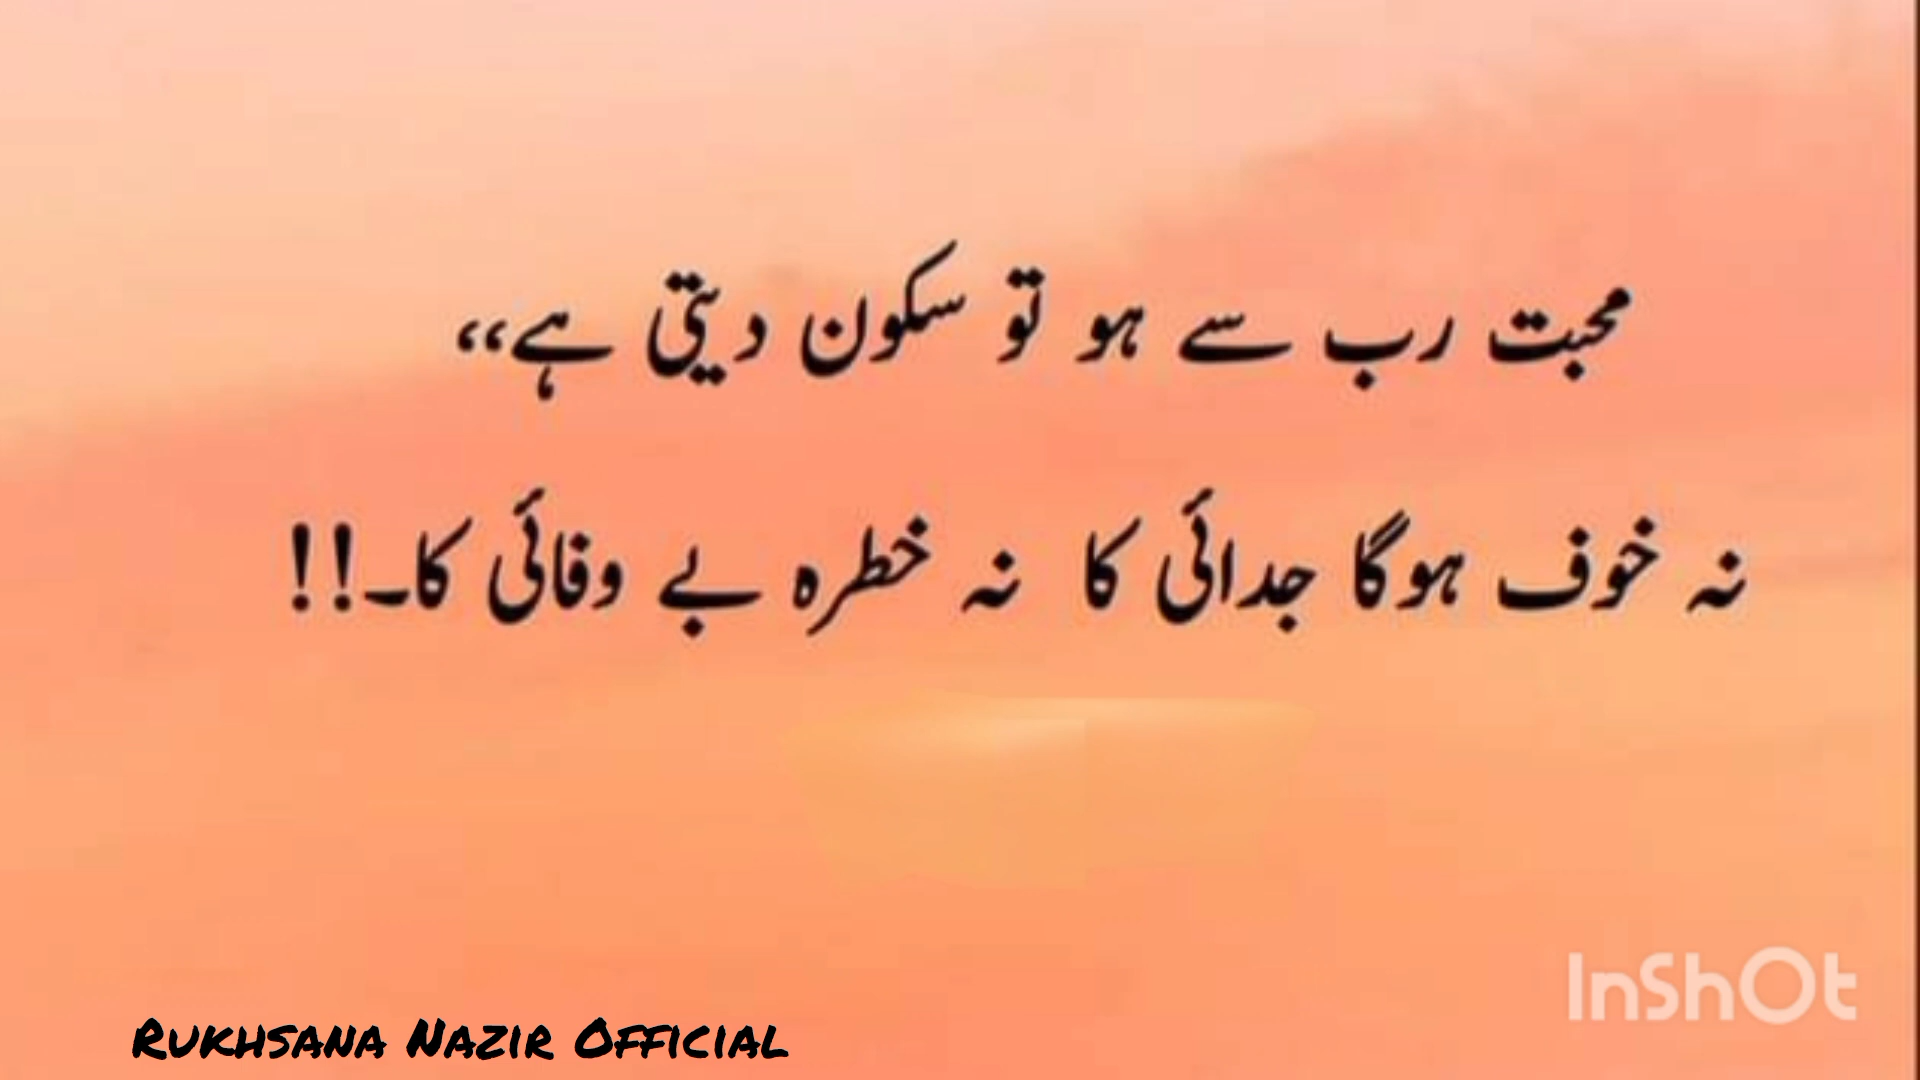 محبت رب سے ہو تو سکون دیتی ہے،،
نہ خوف ہوگا جدائی کا نہ خطرہ بے وفائی کا۔!!
InShOt
Rukhsana Nazir Official